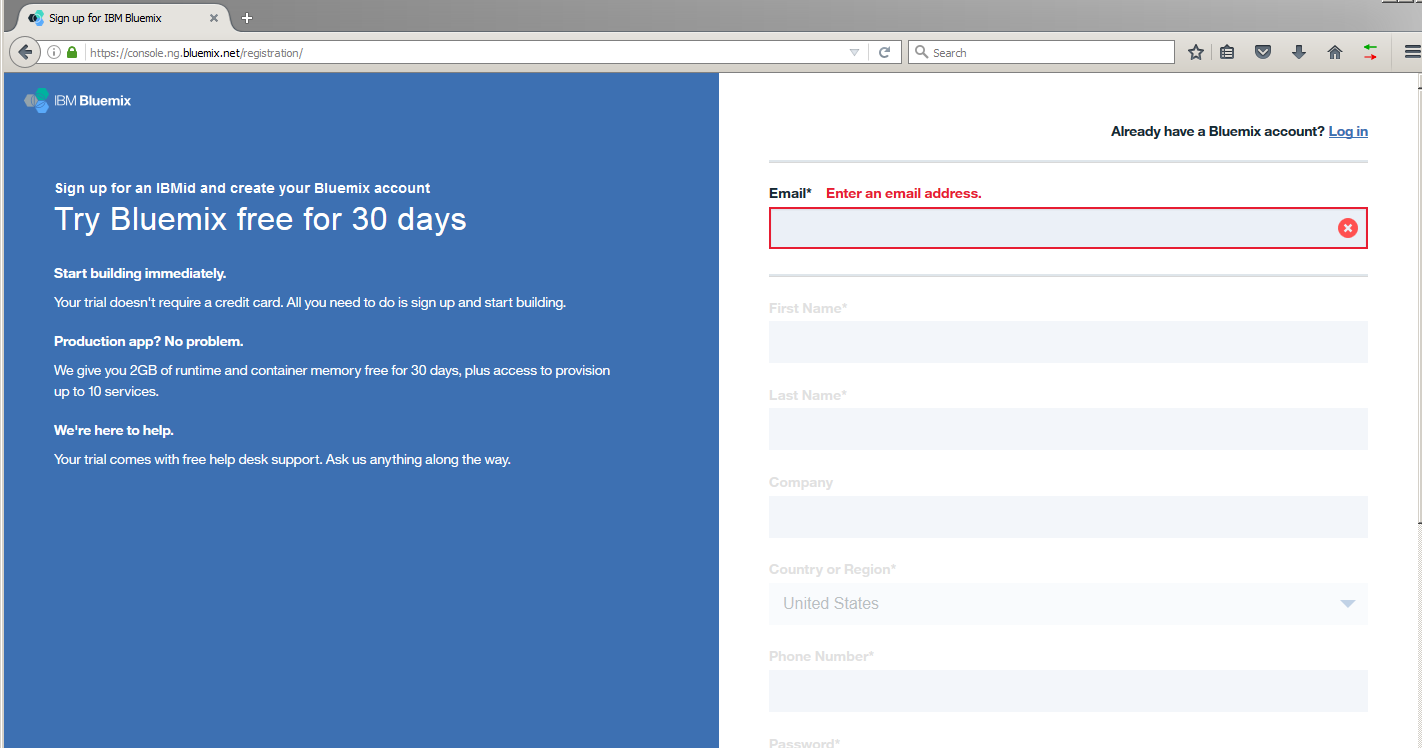 Sign up for IBM Bluemix
https://console.ng.bluemix.net/registration/
Search
IBM Bluemix
Sign up for an IBMid and create your Bluemix account
Try Bluemix free for 30 days
Start building immediately.
Your trial doesn't require a credit card. All you need to do is sign up and start building.
Production app? No problem.
We give you 2GB of runtime and container memory free for 30 days, plus access to provision
up to 10 services.
We're here to help.
Your trial comes with free help desk support. Ask us anything along the way.
Already have a Bluemix account? Log in
Email* Enter an email address.
First Name*
Last Name*
Company
Country or Region*
United States
Phone Number*
Password*